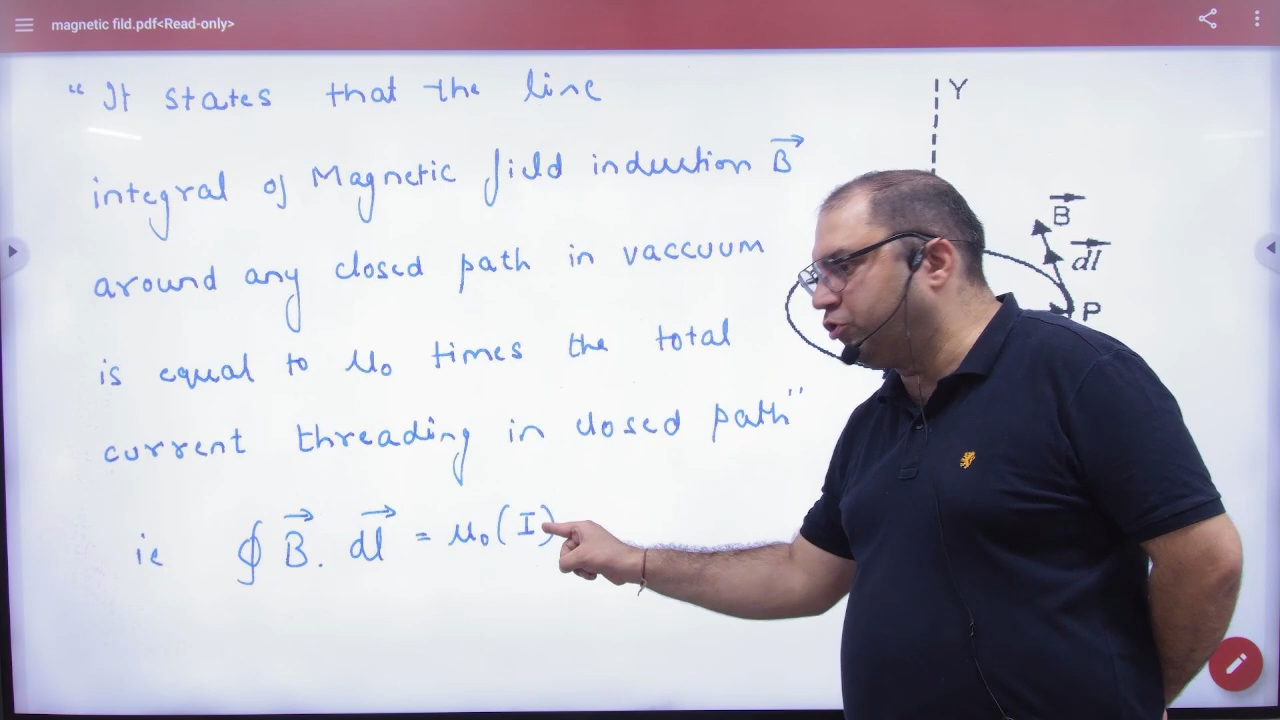 magnetic fild.pdf<Read-only>
“ It states that the line
integral of Magnetic field induction B
around any closed path in vaccuum
is equal to μ₀ times the total
current threading in closed path”
ie ∮ B⃗ . dl⃗ = μ₀ (I)
Y
B⃗
dl⃗
P